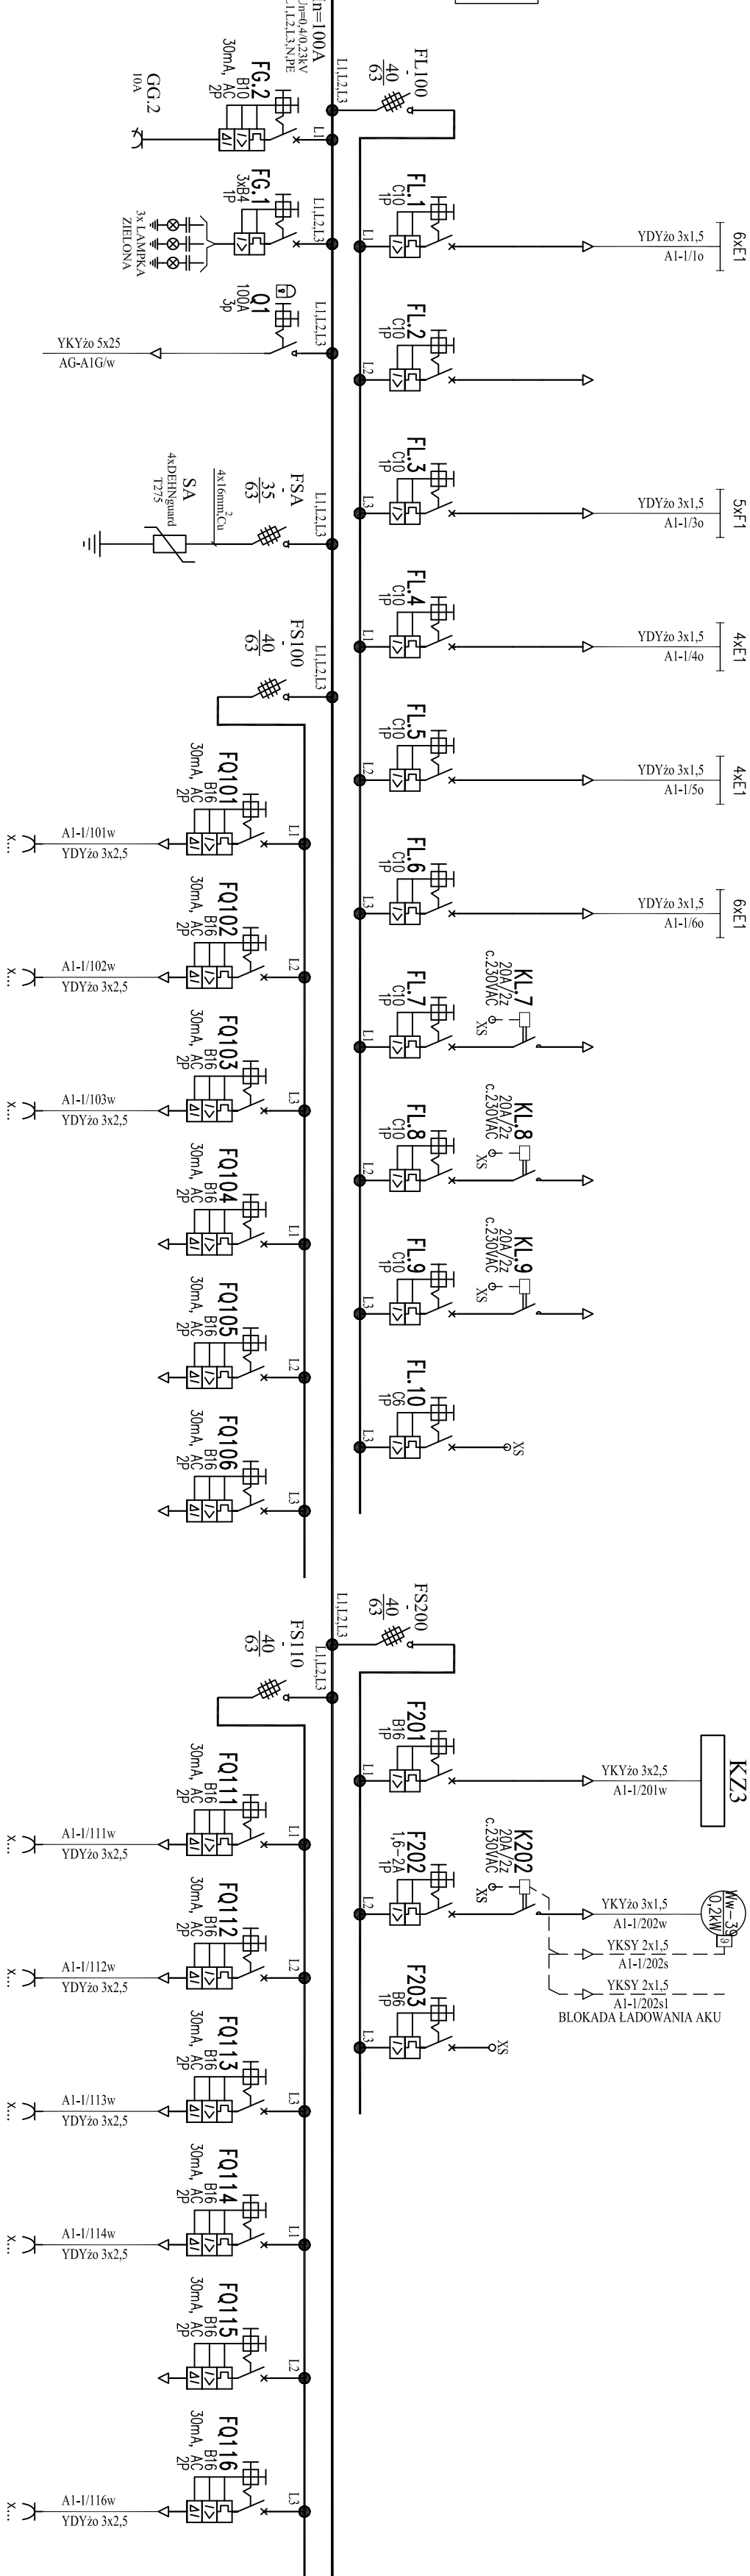 In=100A
Un=0,4/0,23kV
L1,L2,L3,N,PE
L1,L2,L3
FL100
40
63
L1
FG.2
B10
30mA, AC
2P
GG.2
10A
L1,L2,L3
FG.1
3xB4
1P
3x LAMPKA
ZIELONA
L1,L2,L3
Q1
100A
3p
YKYżo 5x25
AG-A1G/w
L1,L2,L3
FSA
35
63
4x16mm²Cu
SA
4xDEHNguard
T275
L1,L2,L3
FS100
40
63
FL.1
C10
1P
L1
YDYżo 3x1,5
A1-1/1o
6xE1
FL.2
C10
1P
L2
FL.3
C10
1P
L3
YDYżo 3x1,5
A1-1/3o
5xF1
FL.4
C10
1P
L1
YDYżo 3x1,5
A1-1/4o
4xE1
FL.5
C10
1P
L2
YDYżo 3x1,5
A1-1/5o
4xE1
FL.6
C10
1P
L3
YDYżo 3x1,5
A1-1/6o
6xE1
FL.7
C10
1P
L1
KL.7
20A/2z
c.230VAC
XS
FL.8
C10
1P
L2
KL.8
20A/2z
c.230VAC
XS
FL.9
C10
1P
L3
KL.9
20A/2z
c.230VAC
XS
FL.10
C6
1P
L3
XS
FQ101
B16
30mA, AC
2P
L1
A1-1/101w
YDYżo 3x2,5
X...
FQ102
B16
30mA, AC
2P
L2
A1-1/102w
YDYżo 3x2,5
X...
FQ103
B16
30mA, AC
2P
L3
A1-1/103w
YDYżo 3x2,5
X...
FQ104
B16
30mA, AC
2P
L1
FQ105
B16
30mA, AC
2P
L2
FQ106
B16
30mA, AC
2P
L3
L1,L2,L3
FS200
40
63
L1,L2,L3
FS110
40
63
F201
B16
1P
L1
YKYżo 3x2,5
A1-1/201w
KZ3
F202
1,6-2A
1P
L2
K202
20A/2z
c.230VAC
XS
YKYżo 3x1,5
A1-1/202w
Ww-39
0,2kW
9
YKSY 2x1,5
A1-1/202s
YKSY 2x1,5
A1-1/202s1
BLOKADA ŁADOWANIA AKU
F203
B6
1P
L3
XS
FQ111
B16
30mA, AC
2P
L1
A1-1/111w
YDYżo 3x2,5
X...
FQ112
B16
30mA, AC
2P
L2
A1-1/112w
YDYżo 3x2,5
X...
FQ113
B16
30mA, AC
2P
L3
A1-1/113w
YDYżo 3x2,5
X...
FQ114
B16
30mA, AC
2P
L1
A1-1/114w
YDYżo 3x2,5
X...
FQ115
B16
30mA, AC
2P
L2
FQ116
B16
30mA, AC
2P
L3
A1-1/116w
YDYżo 3x2,5
X...